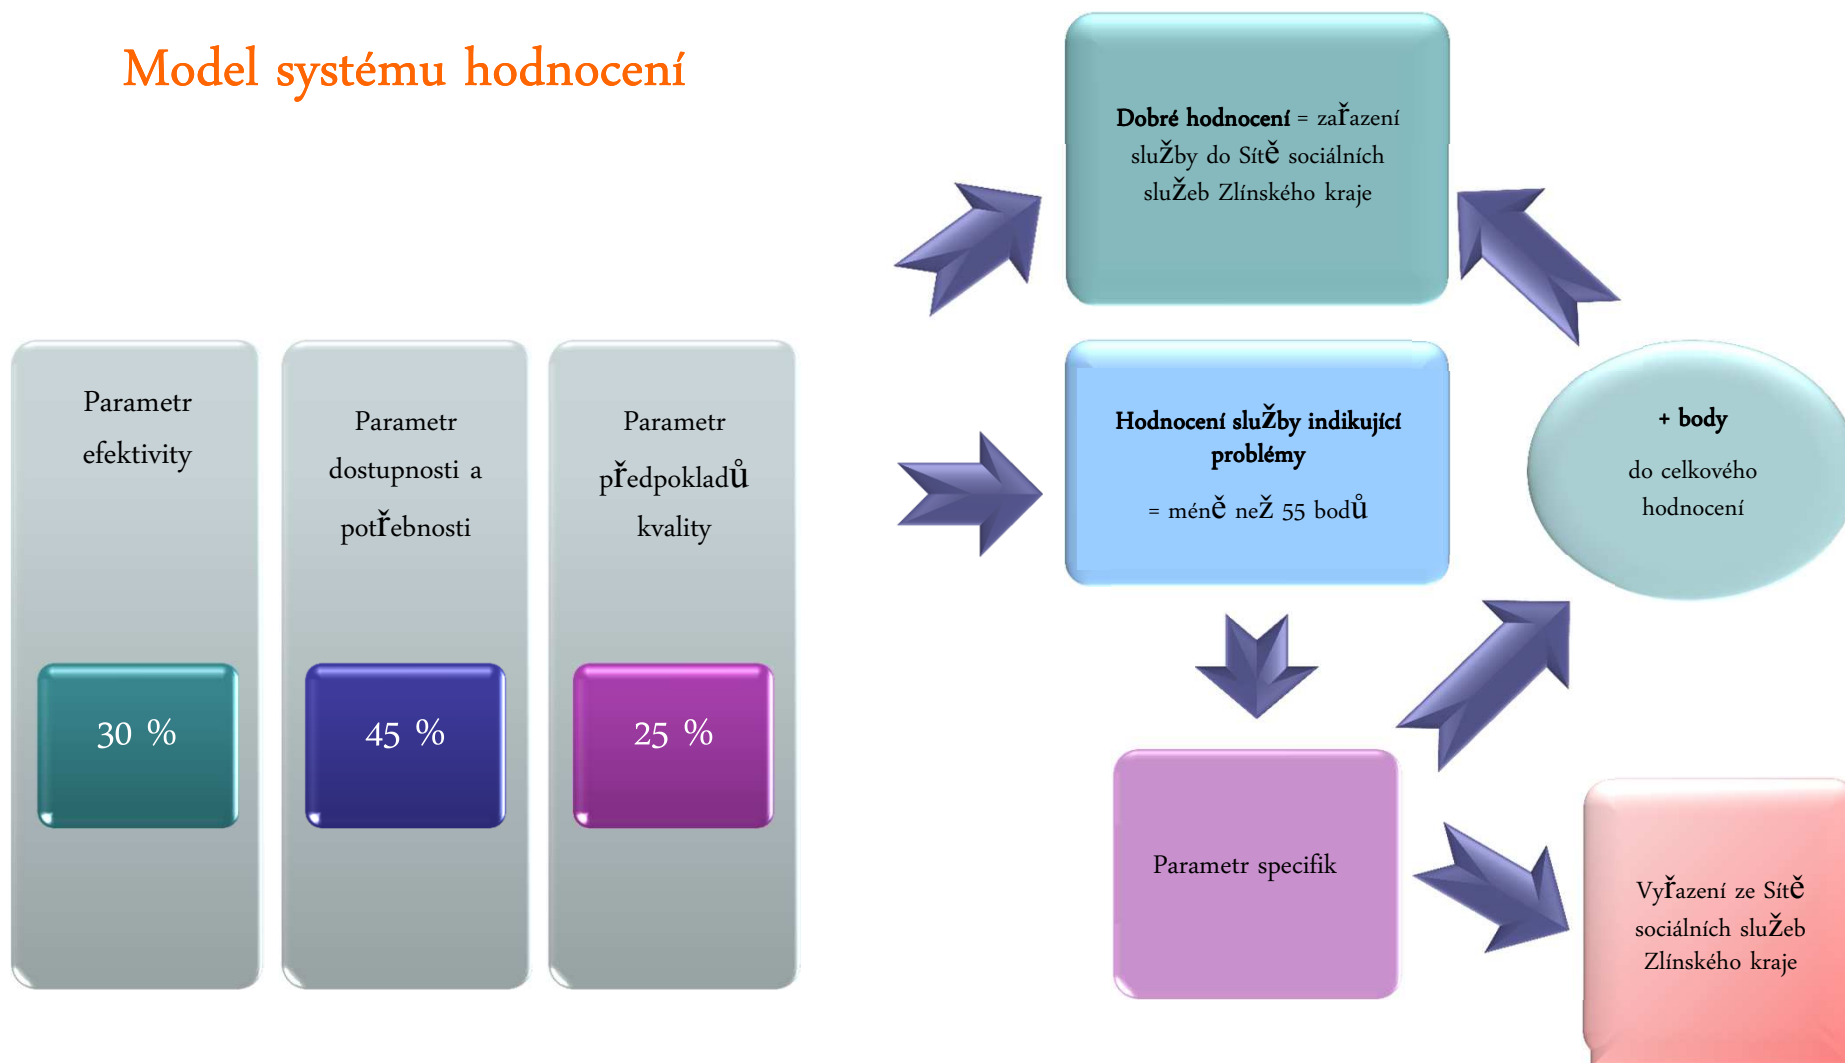 Model systému hodnocení
Parametr
efektivity
30 %
Parametr
dostupnosti a
potřebnosti
45 %
Parametr
předpokladů
kvality
25 %
Dobré hodnocení = zařazení
služby do Sítě sociálních
služeb Zlínského kraje
Hodnocení služby indikující
problémy
= méně než 55 bodů
+ body
do celkového
hodnocení
Parametr specifik
Vyřazení ze Sítě
sociálních služeb
Zlínského kraje